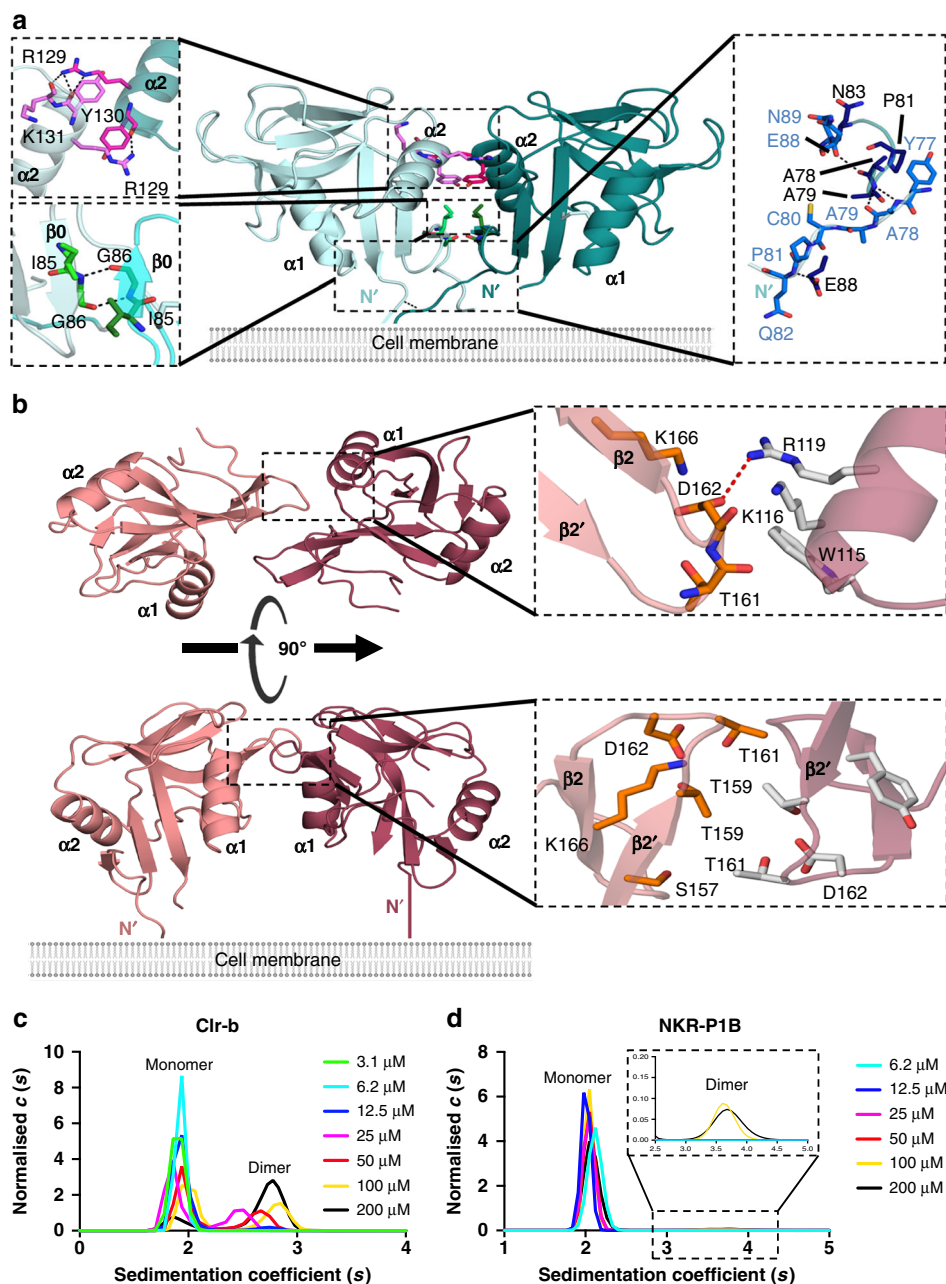 a
R129
α2
Y130
K131
α2
R129
β0
I85
G86
β0
G86
I85
α2
α2
α1
α1
N′
N′
Cell membrane
N83
P81
N89
Y77
E88
A78
A79
C80
A79
A78
P81
N′
E88
Q82
b
α1
α2
α2
α1
90°
K166
β2
R119
D162
β2′
K116
W115
T161
α2
α1
α1
α2
N′
N′
Cell membrane
D162
T161
β2
T159
β2′
T159
K166
β2′
T161
S157
D162
c
Clr-b
Normalised c (s)
10
8
6
4
2
0
Monomer
Dimer
3.1 μM
6.2 μM
12.5 μM
25 μM
50 μM
100 μM
200 μM
0 2 3 4
Sedimentation coefficient (s)
d
NKR-P1B
Normalised c (s)
8
6
4
2
0
Monomer
0.20
0.15
0.10
0.05
0.00
Dimer
2.5 3.0 3.5 4.0 4.5 5.0
6.2 μM
12.5 μM
25 μM
50 μM
100 μM
200 μM
1 2 3 4 5
Sedimentation coefficient (s)